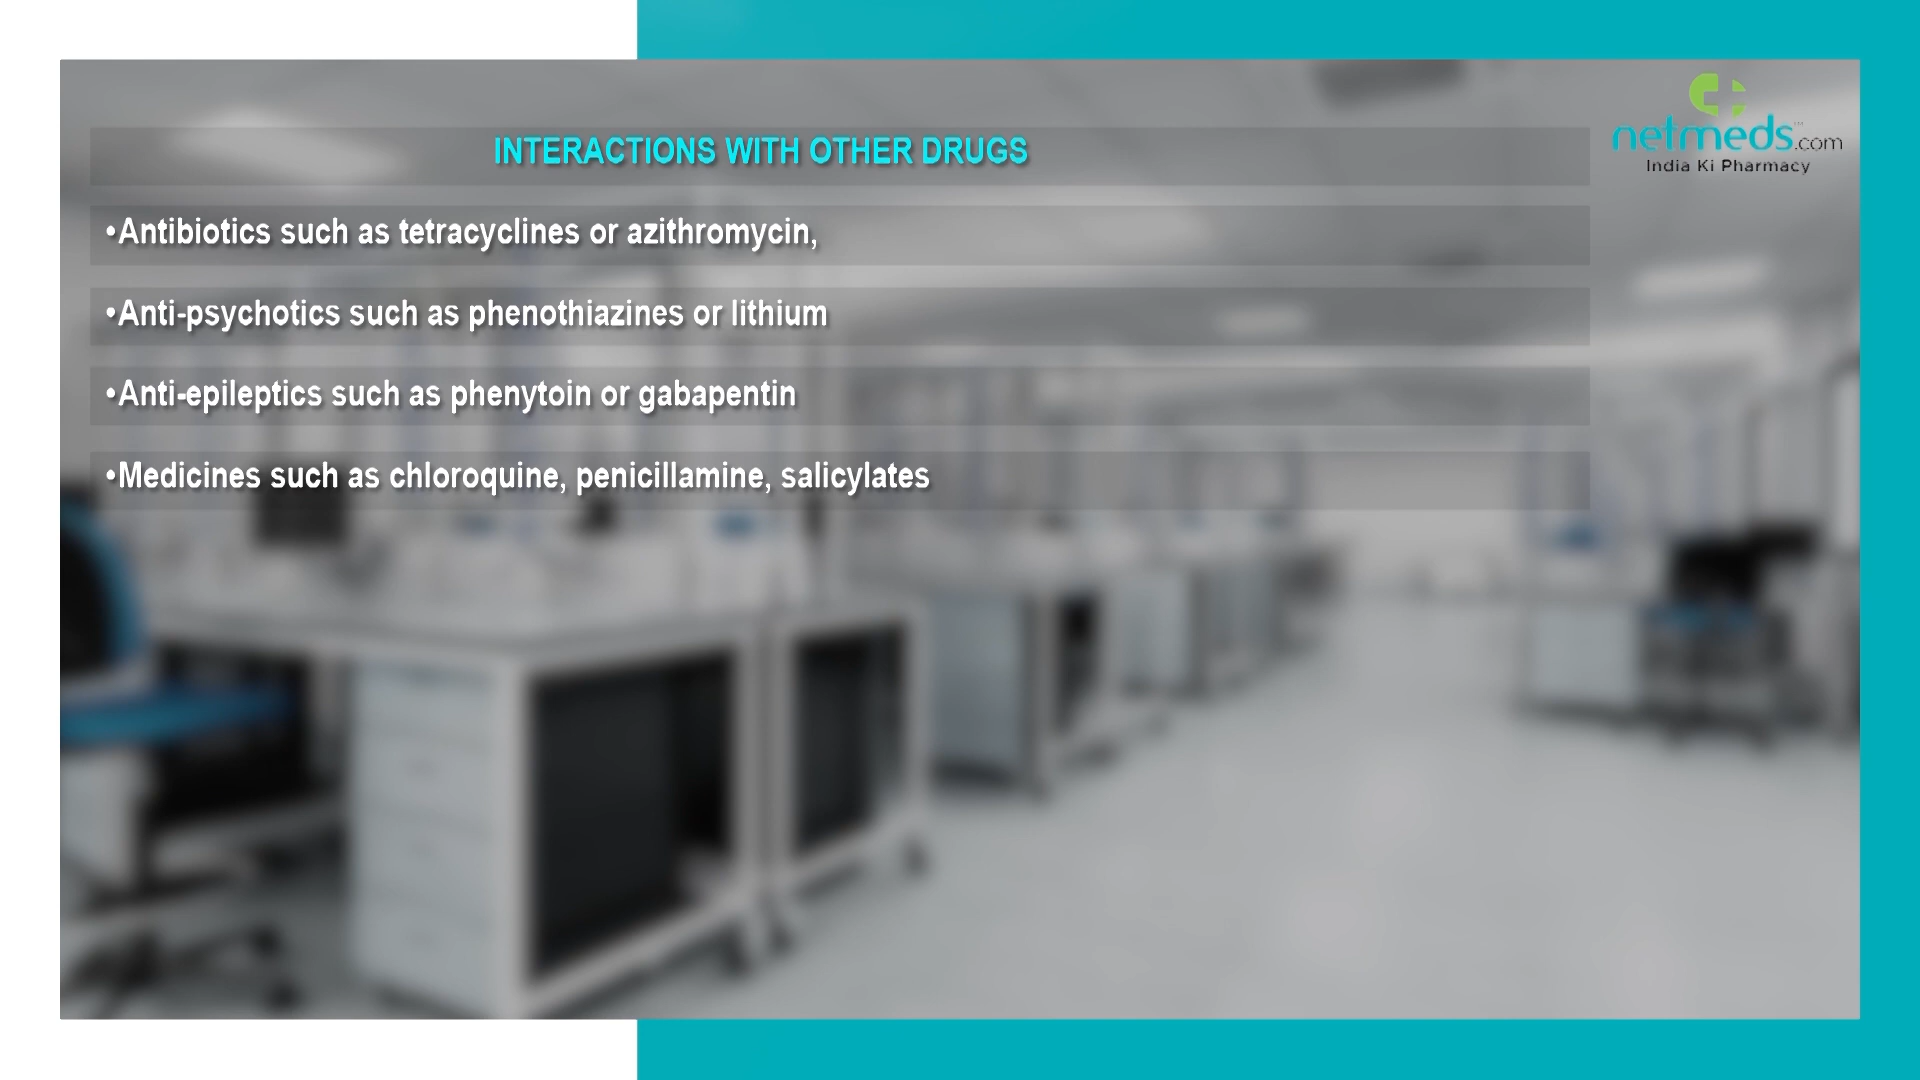 netmeds.com
India Ki Pharmacy
INTERACTIONS WITH OTHER DRUGS
•Antibiotics such as tetracyclines or azithromycin,
•Anti-psychotics such as phenothiazines or lithium
•Anti-epileptics such as phenytoin or gabapentin
•Medicines such as chloroquine, penicillamine, salicylates